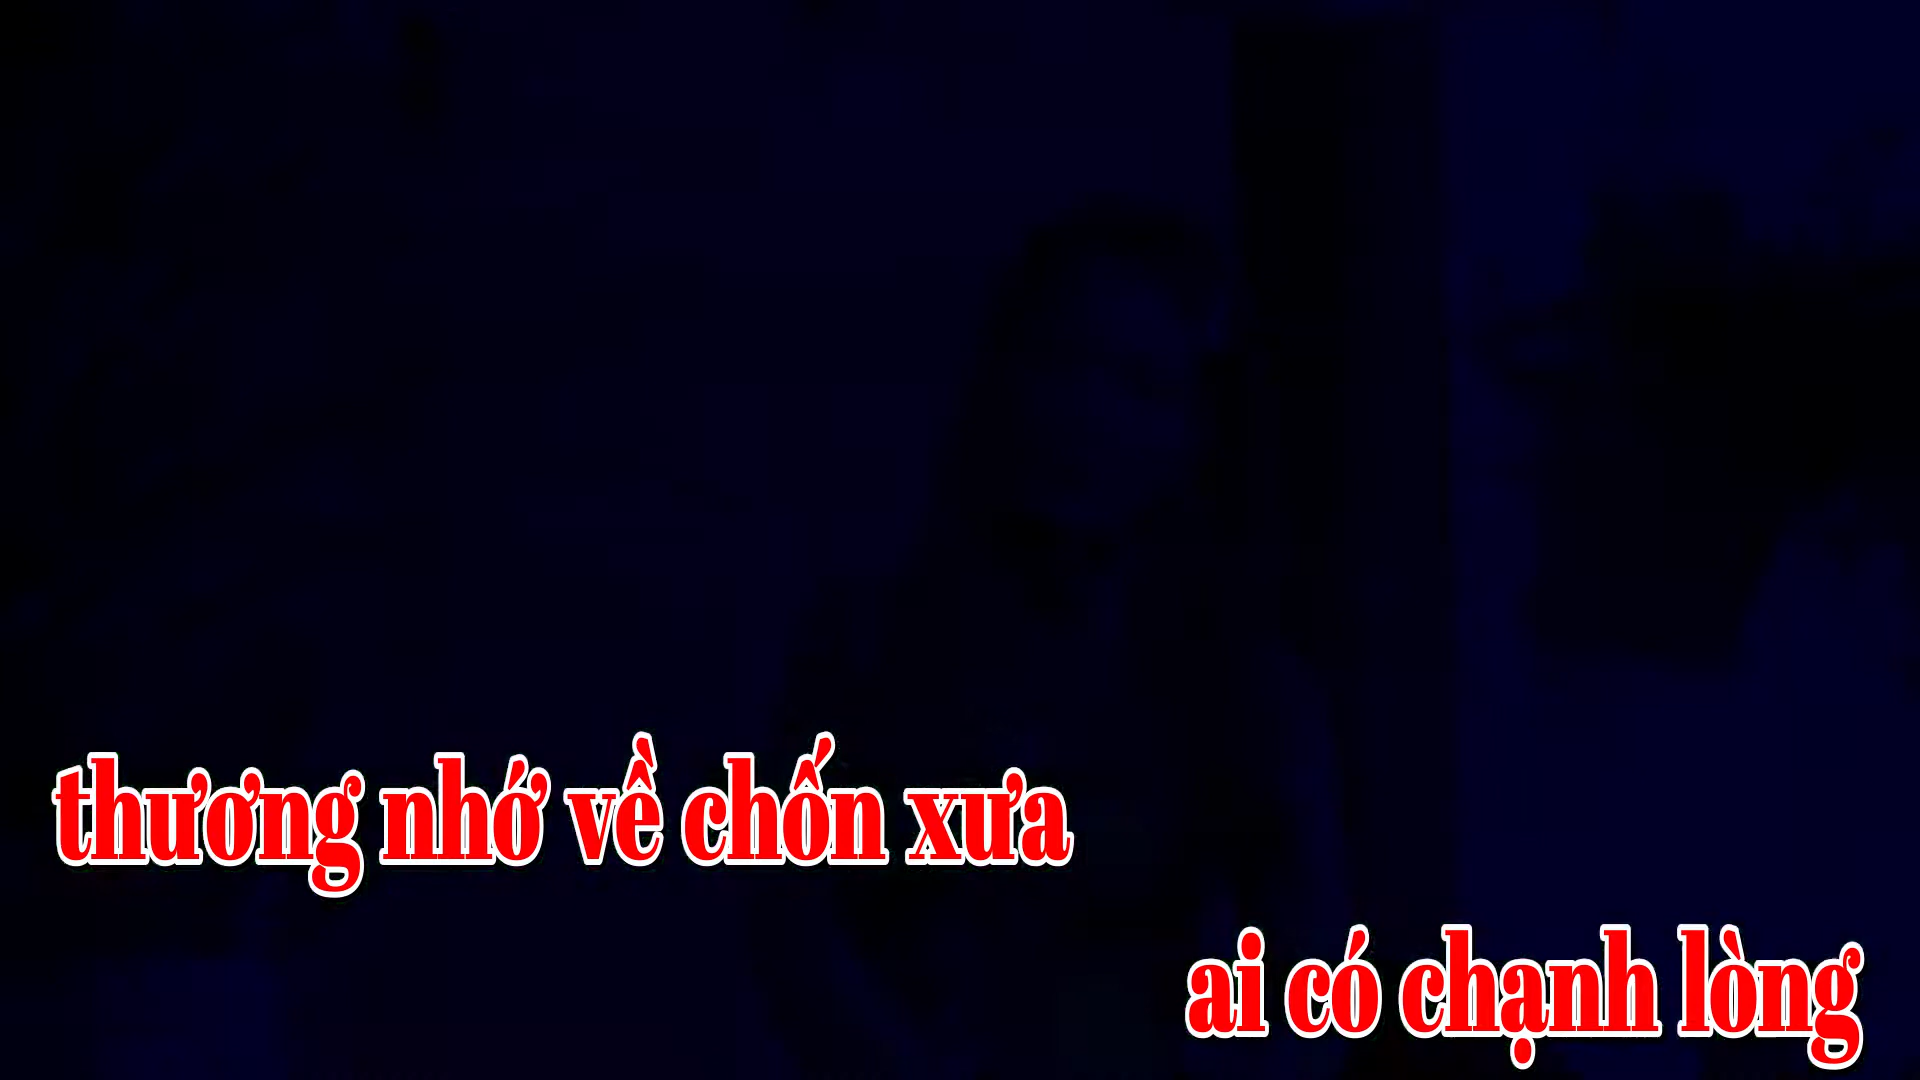 thương nhớ về chốn xưa
ai có chạnh lòng